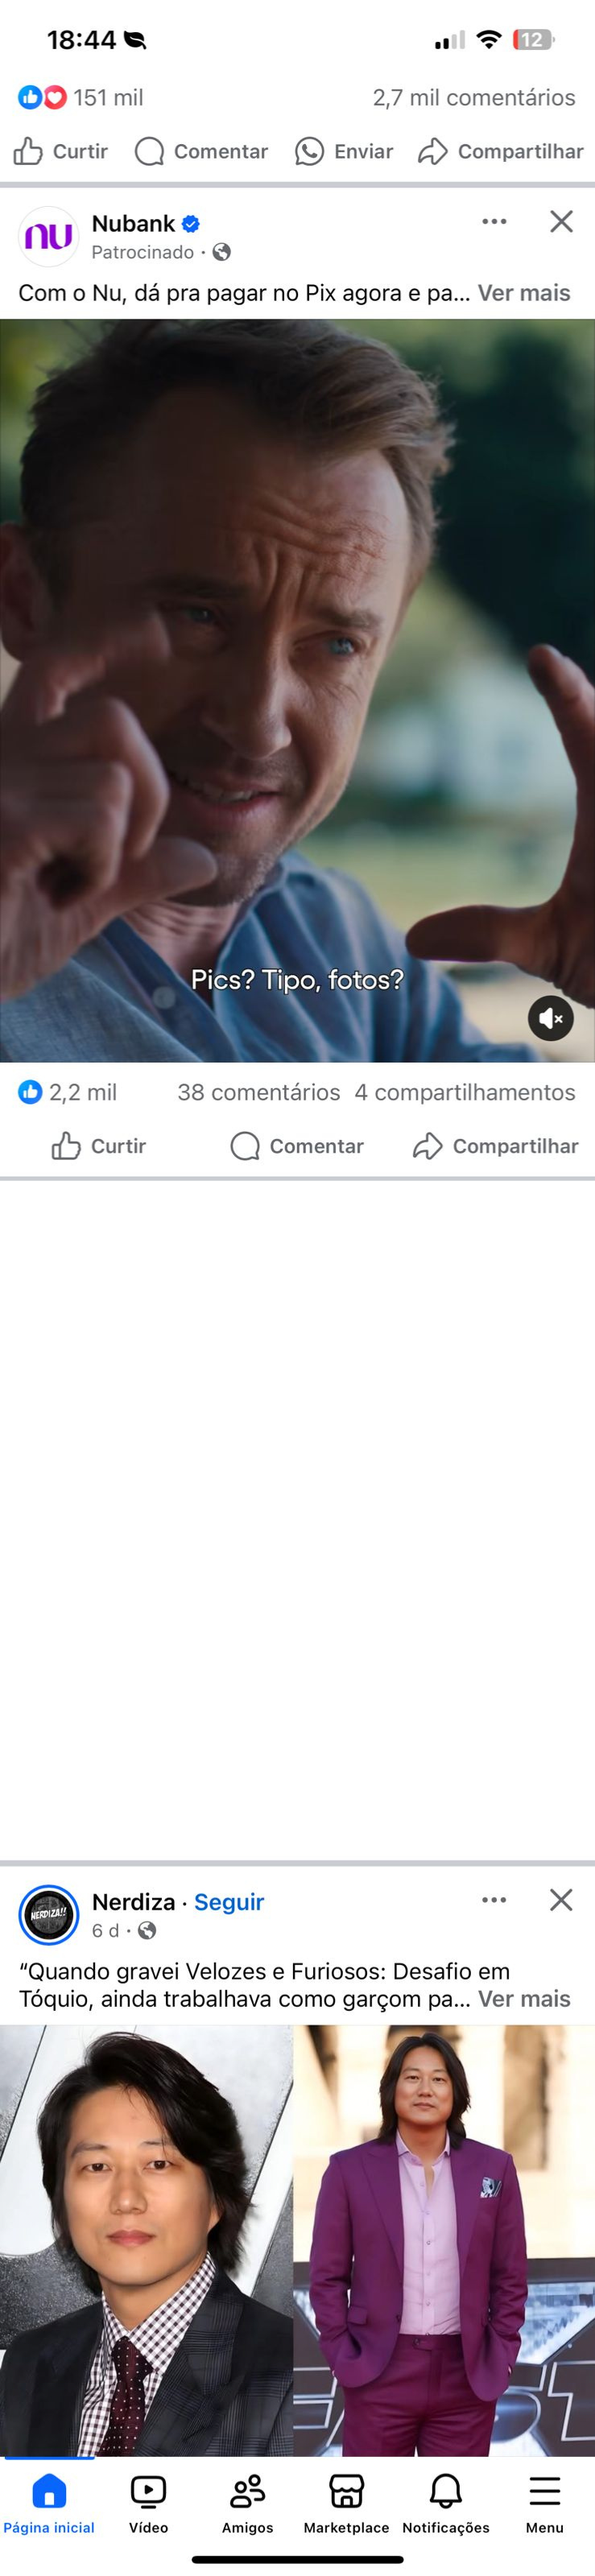 18:44
12
151 mil
2,7 mil comentários
Curtir
Comentar
Enviar
Compartilhar
nu
Nubank
Patrocinado ·
Com o Nu, dá pra pagar no Pix agora e pa... Ver mais
Pics? Tipo, fotos?
2,2 mil
38 comentários
4 compartilhamentos
Curtir
Comentar
Compartilhar
NERDIZA!!
Nerdiza · Seguir
6 d ·
“Quando gravei Velozes e Furiosos: Desafio em
Tóquio, ainda trabalhava como garçom pa... Ver mais
Página inicial
Vídeo
Amigos
Marketplace
Notificações
Menu